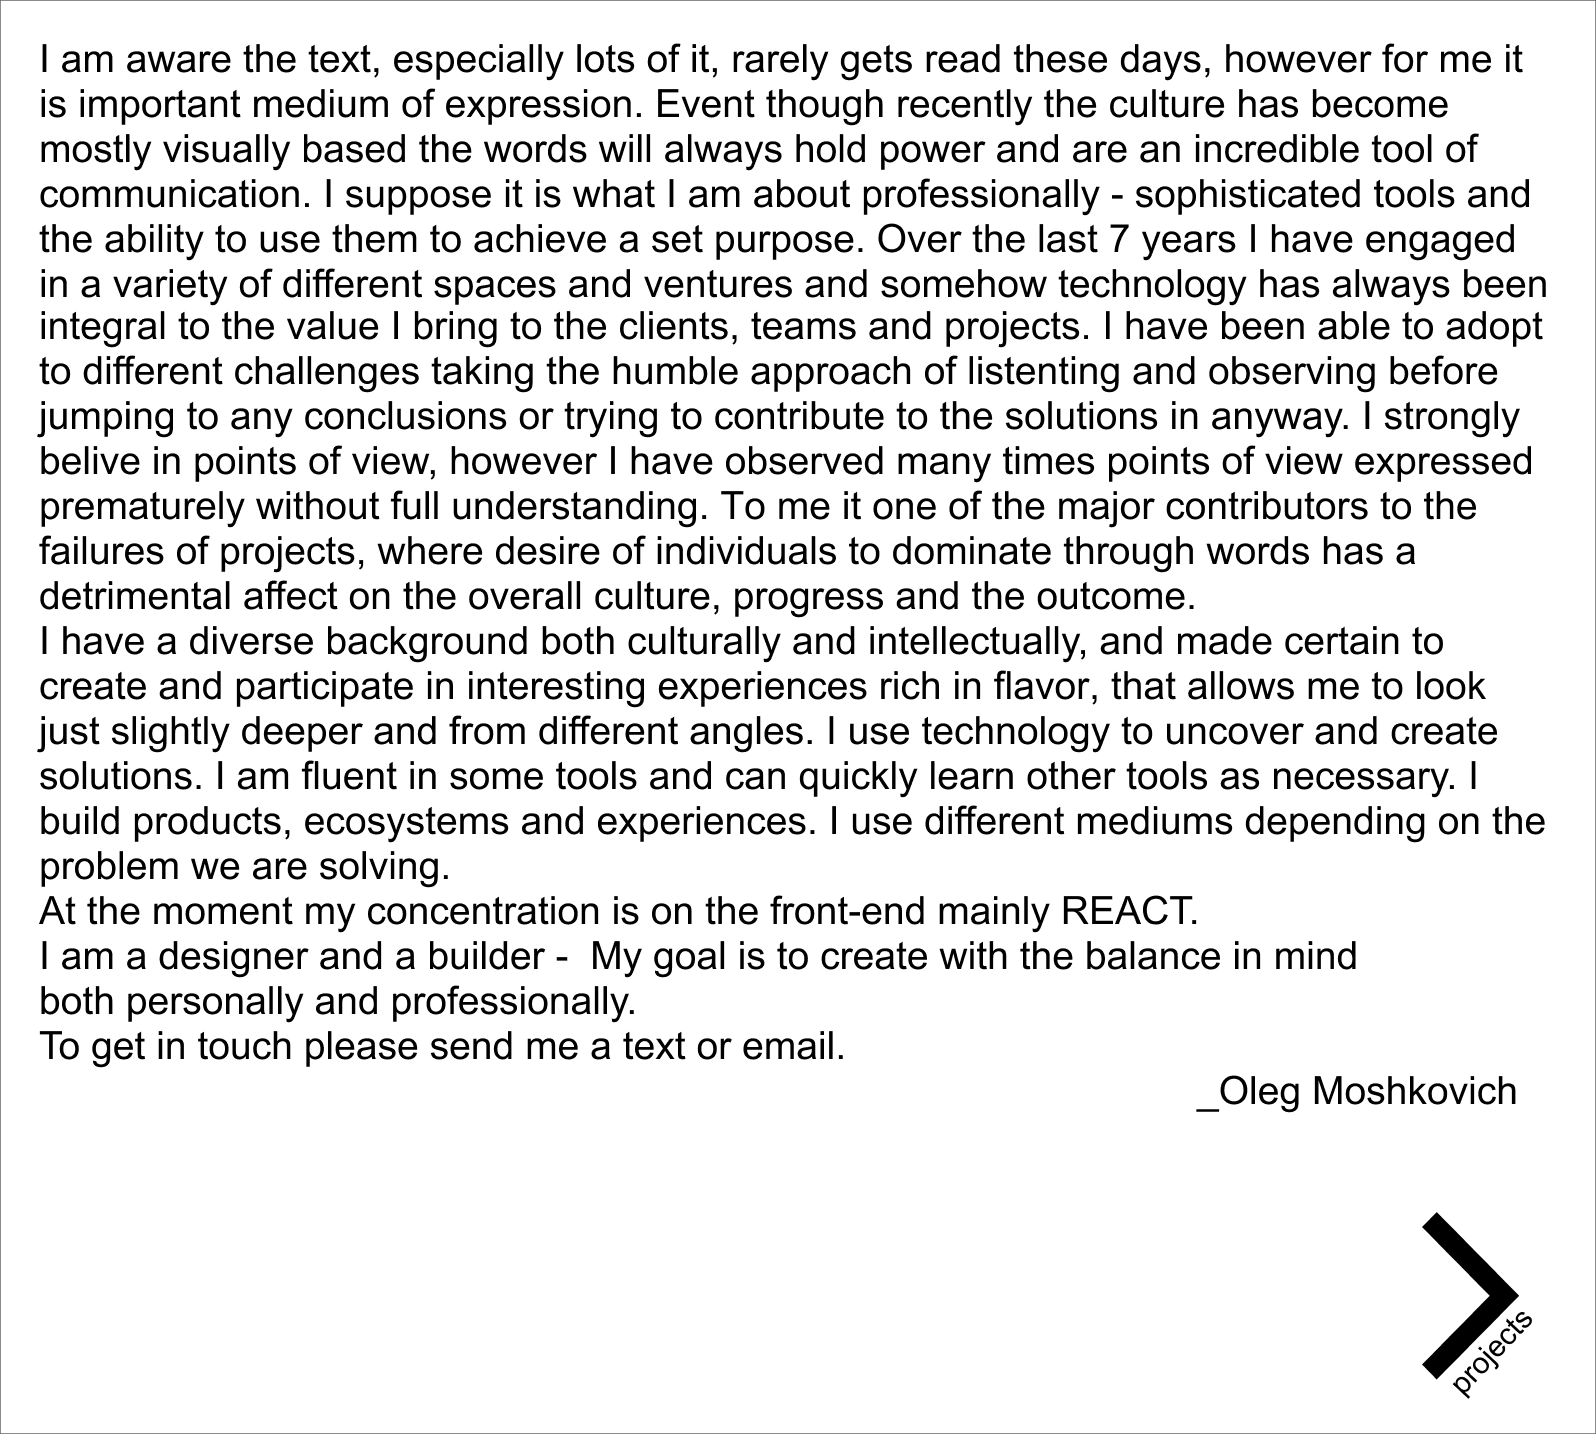 I am aware the text, especially lots of it, rarely gets read these days, however for me it
is important medium of expression. Event though recently the culture has become
mostly visually based the words will always hold power and are an incredible tool of
communication. I suppose it is what I am about professionally - sophisticated tools and
the ability to use them to achieve a set purpose. Over the last 7 years I have engaged
in a variety of different spaces and ventures and somehow technology has always been
integral to the value I bring to the clients, teams and projects. I have been able to adopt
to different challenges taking the humble approach of listenting and observing before
jumping to any conclusions or trying to contribute to the solutions in anyway. I strongly
belive in points of view, however I have observed many times points of view expressed
prematurely without full understanding. To me it one of the major contributors to the
failures of projects, where desire of individuals to dominate through words has a
detrimental affect on the overall culture, progress and the outcome.
I have a diverse background both culturally and intellectually, and made certain to
create and participate in interesting experiences rich in flavor, that allows me to look
just slightly deeper and from different angles. I use technology to uncover and create
solutions. I am fluent in some tools and can quickly learn other tools as necessary. I
build products, ecosystems and experiences. I use different mediums depending on the
problem we are solving.
At the moment my concentration is on the front-end mainly REACT.
I am a designer and a builder -  My goal is to create with the balance in mind
both personally and professionally.
To get in touch please send me a text or email.
_Oleg Moshkovich
projects